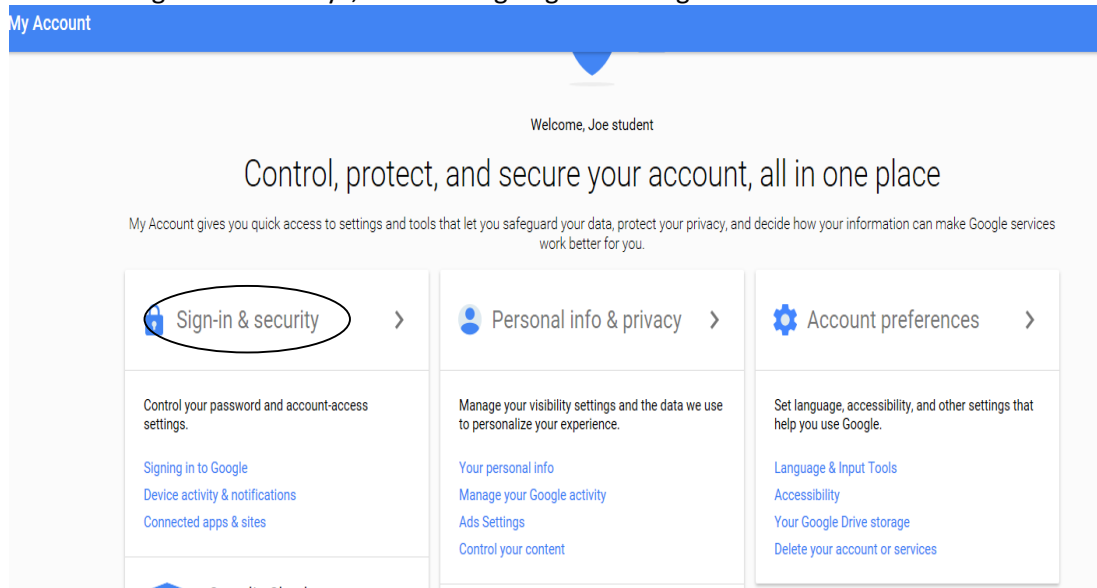 My Account
Welcome, Joe student
Control, protect, and secure your account, all in one place
My Account gives you quick access to settings and tools that let you safeguard your data, protect your privacy, and decide how your information can make Google services
work better for you.
Sign-in & security
Control your password and account-access
settings.
Signing in to Google
Device activity & notifications
Connected apps & sites
Personal info & privacy
Manage your visibility settings and the data we use
to personalize your experience.
Your personal info
Manage your Google activity
Ads Settings
Control your content
Account preferences
Set language, accessibility, and other settings that
help you use Google.
Language & Input Tools
Accessibility
Your Google Drive storage
Delete your account or services